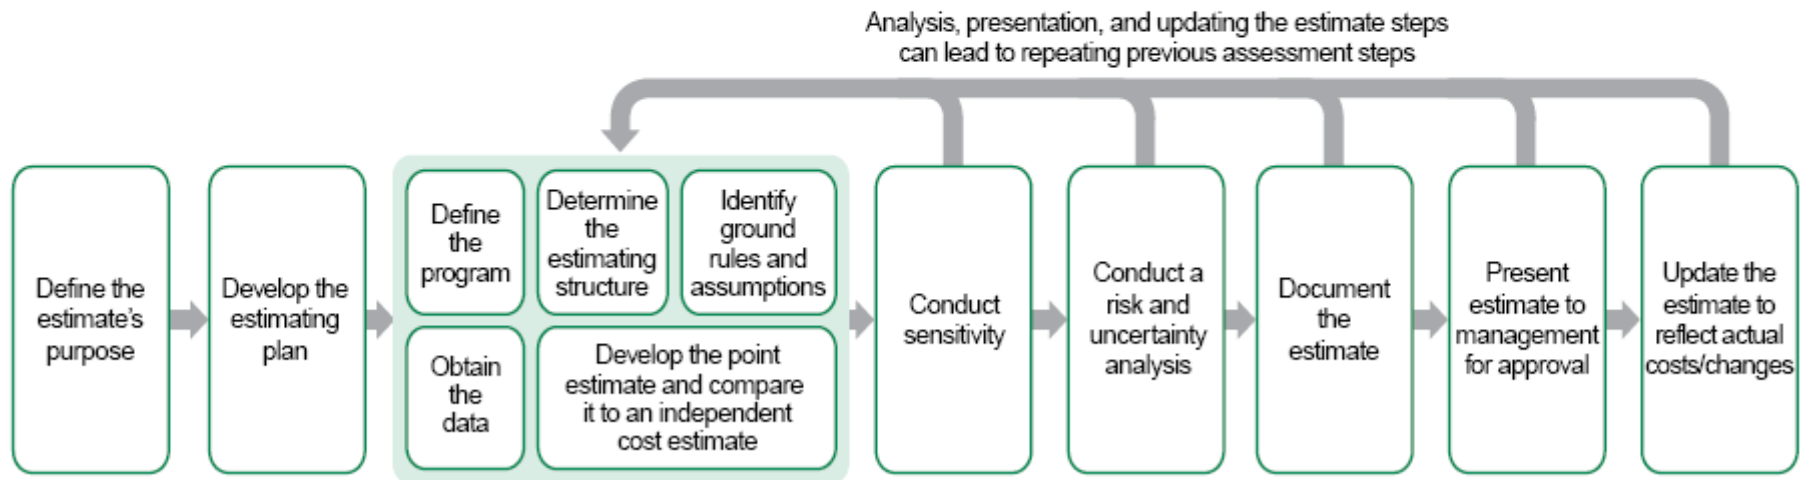 Analysis, presentation, and updating the estimate steps
can lead to repeating previous assessment steps
Define the
estimate’s
purpose
Develop the
estimating
plan
Define
the
program
Determine
the
estimating
structure
Identify
ground
rules and
assumptions
Obtain
the
data
Develop the point
estimate and compare
it to an independent
cost estimate
Conduct
sensitivity
Conduct a
risk and
uncertainty
analysis
Document
the
estimate
Present
estimate to
management
for approval
Update the
estimate to
reflect actual
costs/changes